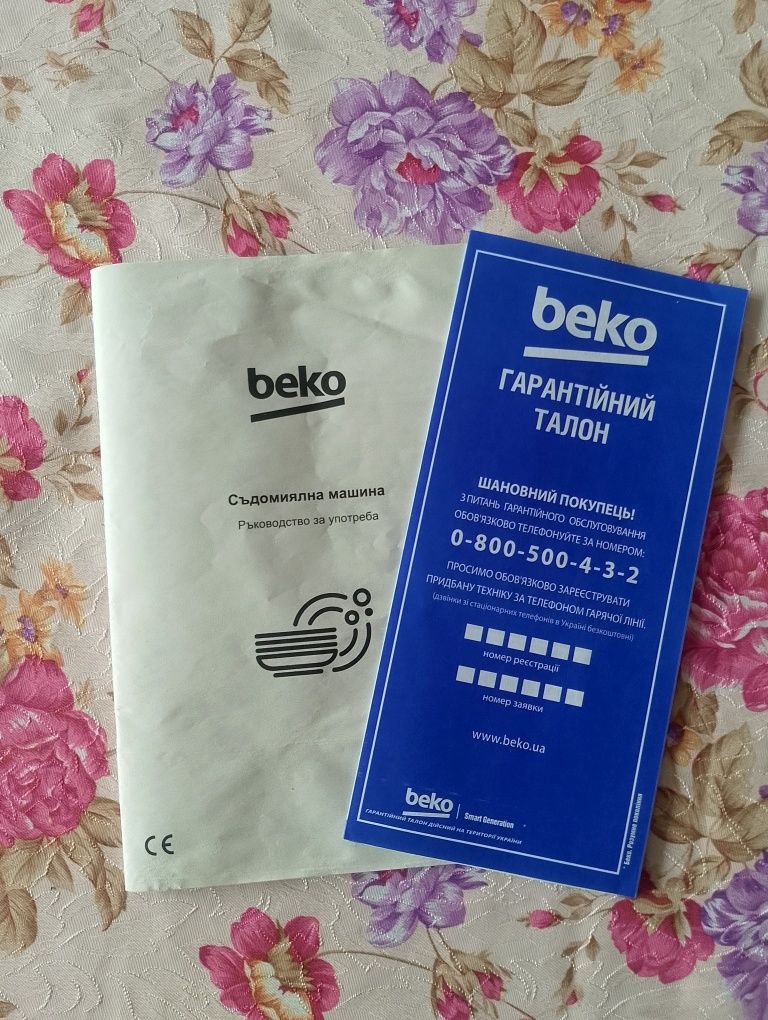 beko
Съдомиялна машина
Ръководство за употреба
CE
beko
ГАРАНТІЙНИЙ
ТАЛОН
ШАНОВНИЙ ПОКУПЕЦЬ!
З ПИТАНЬ ГАРАНТІЙНОГО ОБСЛУГОВУВАННЯ
ОБОВ'ЯЗКОВО ТЕЛЕФОНУЙТЕ ЗА НОМЕРОМ:
0-800-500-4-3-2
ПРОСИМО ОБОВ'ЯЗКОВО ЗАРЕЄСТРУВАТИ
ПРИДБАНУ ТЕХНІКУ ЗА ТЕЛЕФОНОМ ГАРЯЧОЇ ЛІНІЇ.
(дзвінки зі стаціонарних телефонів в Україні безкоштовні)
номер реєстрації
номер заявки
www.beko.ua
beko | Smart Generation
ГАРАНТІЙНИЙ ТАЛОН ДІЙСНИЙ НА ТЕРИТОРІЇ УКРАЇНИ
* Беко. Розумне покоління